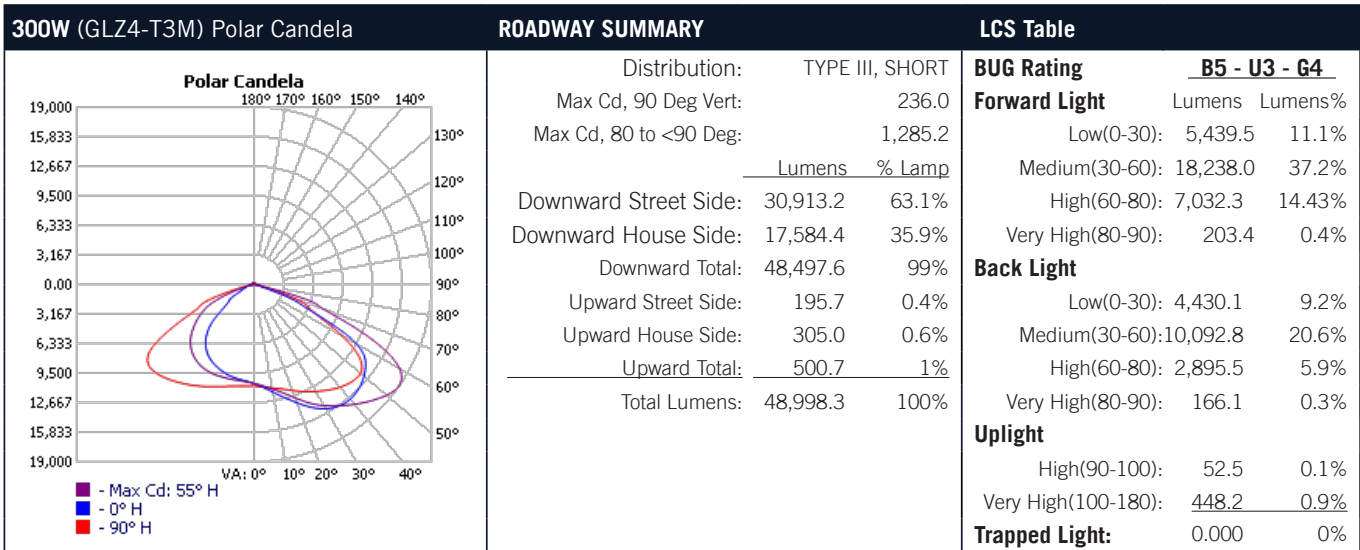 300W (GLZ4-T3M) Polar Candela
Polar Candela
180° 170° 160° 150° 140°
19,000
15,833
12,667
9,500
6,333
3,167
0.00
3,167
6,333
9,500
12,667
15,833
19,000
130°
120°
110°
100°
90°
80°
70°
60°
50°
VA: 0° 10° 20° 30° 40°
- Max Cd: 55° H
- 0° H
- 90° H
ROADWAY SUMMARY
Distribution: TYPE III, SHORT
Max Cd, 90 Deg Vert: 236.0
Max Cd, 80 to <90 Deg: 1,285.2
Lumens % Lamp
Downward Street Side: 30,913.2 63.1%
Downward House Side: 17,584.4 35.9%
Downward Total: 48,497.6 99%
Upward Street Side: 195.7 0.4%
Upward House Side: 305.0 0.6%
Upward Total: 500.7 1%
Total Lumens: 48,998.3 100%
LCS Table
BUG Rating B5 - U3 - G4
Forward Light Lumens Lumens%
Low(0-30): 5,439.5 11.1%
Medium(30-60): 18,238.0 37.2%
High(60-80): 7,032.3 14.43%
Very High(80-90): 203.4 0.4%
Back Light
Low(0-30): 4,430.1 9.2%
Medium(30-60):10,092.8 20.6%
High(60-80): 2,895.5 5.9%
Very High(80-90): 166.1 0.3%
Uplight
High(90-100): 52.5 0.1%
Very High(100-180): 448.2 0.9%
Trapped Light: 0.000 0%